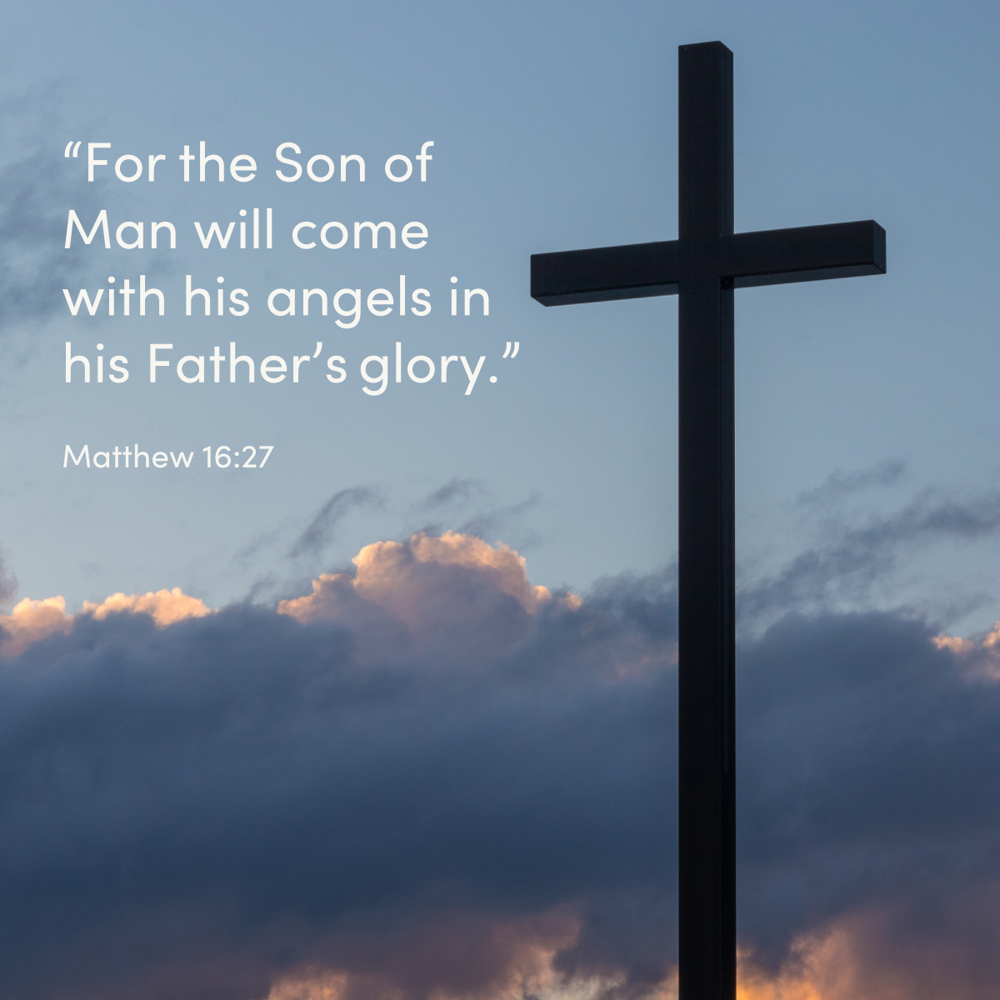 “For the Son of
Man will come
with his angels in
his Father’s glory.”
Matthew 16:27